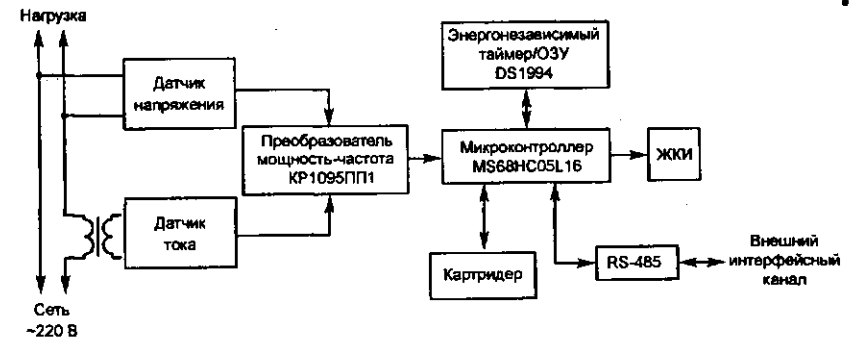 Нагрузка
Датчик
напряжения
Энергонезависимый
таймер/ОЗУ
DS1994
Преобразователь
мощность-частота
КР1095ПП1
Микроконтроллер
MS68HC05L16
ЖКИ
Датчик
тока
Картридер
RS-485
Внешний
интерфейсный
канал
Сеть
~220 В